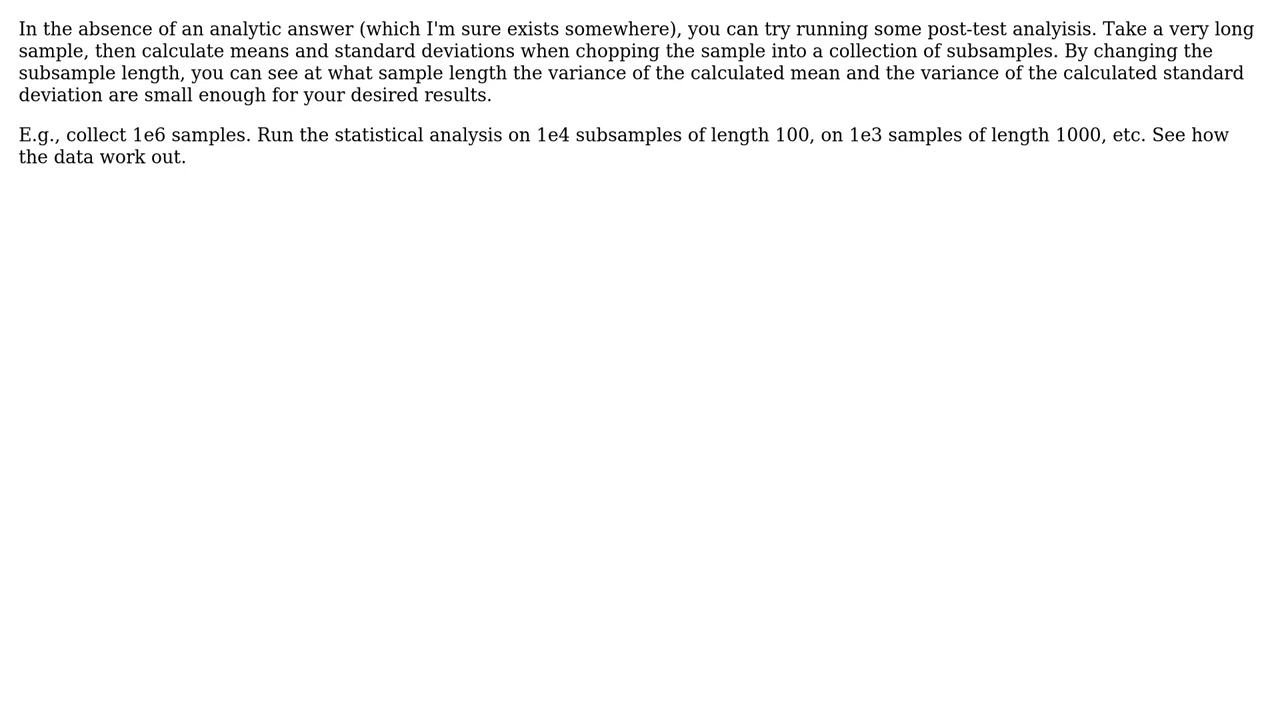 In the absence of an analytic answer (which I'm sure exists somewhere), you can try running some post-test analyisis. Take a very long
sample, then calculate means and standard deviations when chopping the sample into a collection of subsamples. By changing the
subsample length, you can see at what sample length the variance of the calculated mean and the variance of the calculated standard
deviation are small enough for your desired results.
E.g., collect 1e6 samples. Run the statistical analysis on 1e4 subsamples of length 100, on 1e3 samples of length 1000, etc. See how
the data work out.